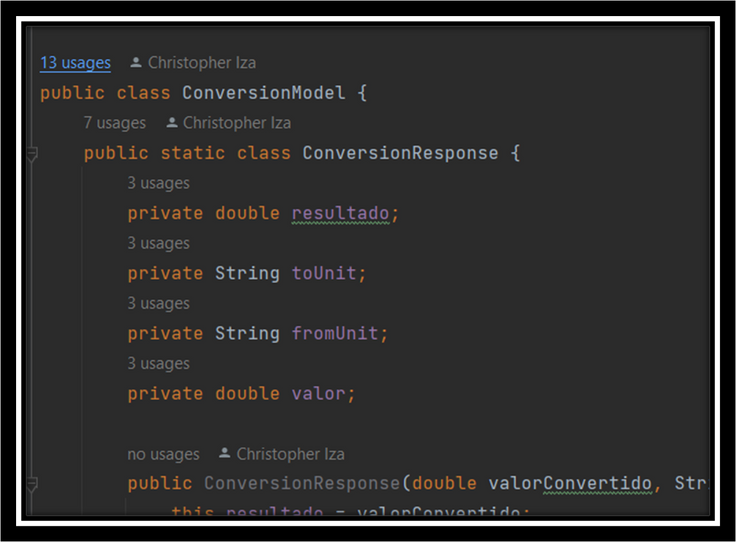 13 usages Christopher Iza
public class ConversionModel {
7 usages Christopher Iza
public static class ConversionResponse {
3 usages
private double resultado;
3 usages
private String toUnit;
3 usages
private String fromUnit;
3 usages
private double valor;
no usages Christopher Iza
public ConversionResponse(double valorConvertido, Str
this.resultado = valorConvertido;